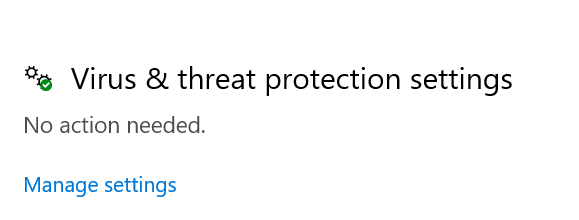 Virus & threat protection settings
No action needed.
Manage settings